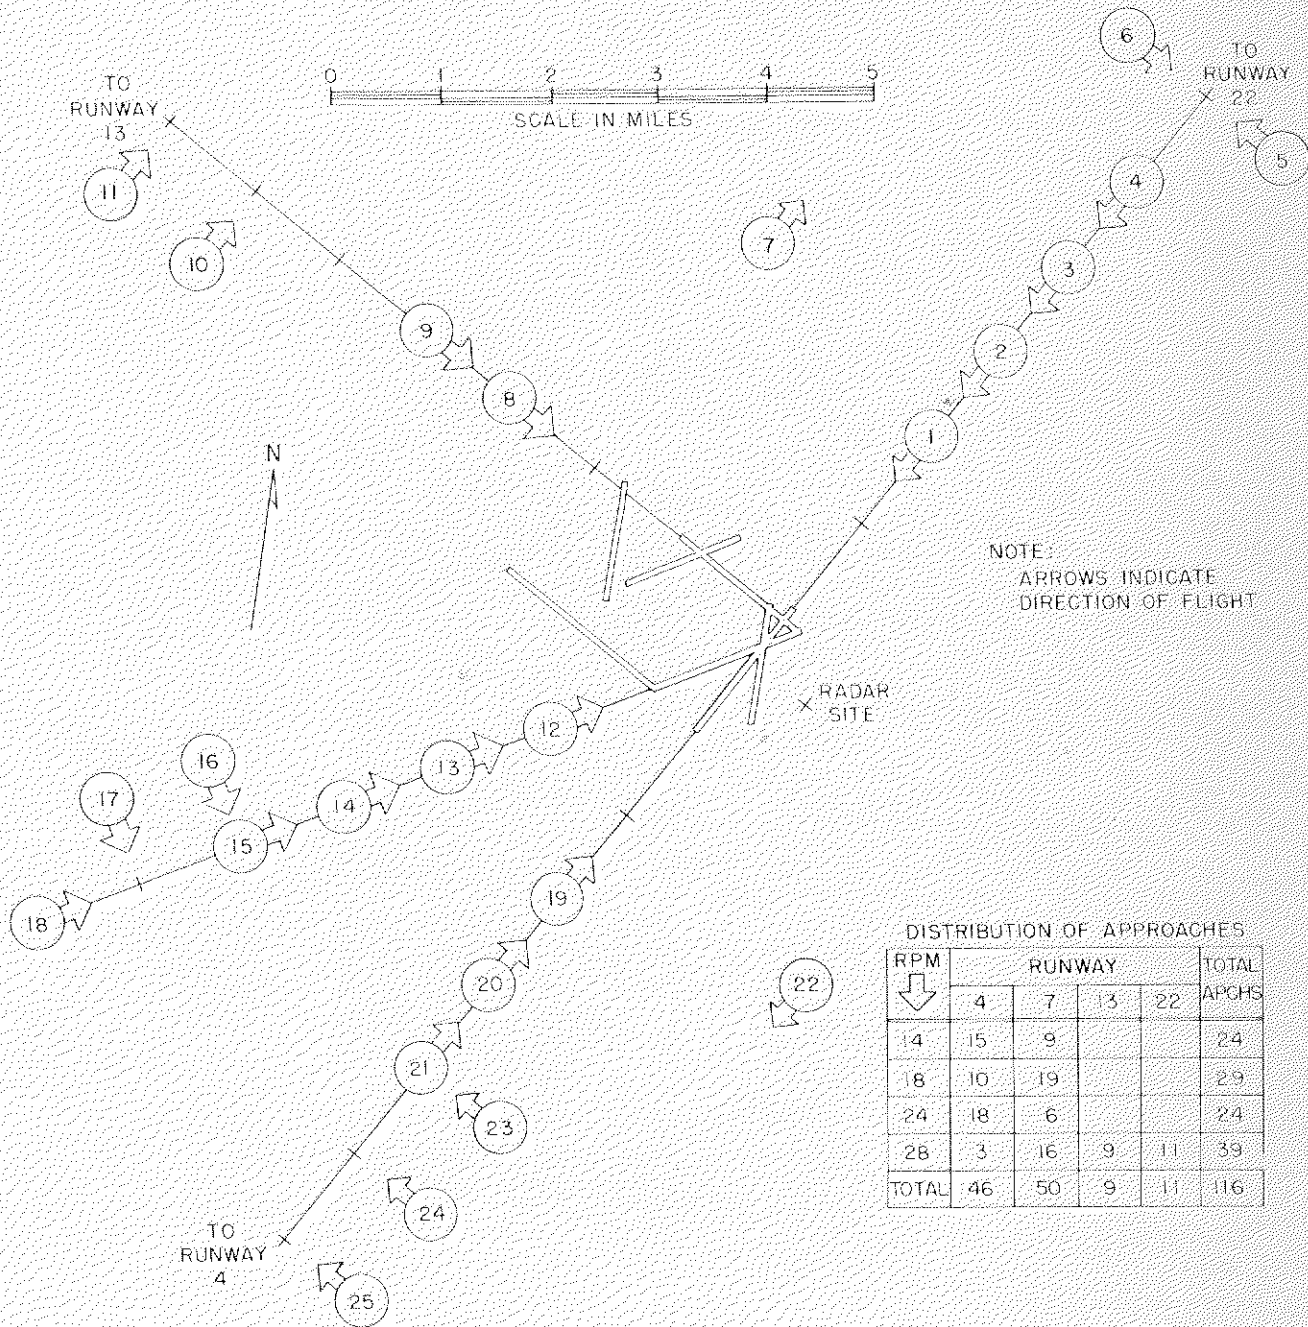 6
TO
RUNWAY
22
TO
RUNWAY
13
0 1 2 3 4 5
SCALE IN MILES
11
10
7
5
4
3
9
2
8
1
N
NOTE:
ARROWS INDICATE
DIRECTION OF FLIGHT
RADAR
SITE
12
16
13
17
14
15
18
19
20
22
21
23
24
25
TO
RUNWAY
4
DISTRIBUTION OF APPROACHES
RPM RUNWAY TOTAL APCHS
4 7 13 22
14 15 9 24
18 10 19 29
24 18 6 24
28 3 16 9 11 39
TOTAL 46 50 9 11 116